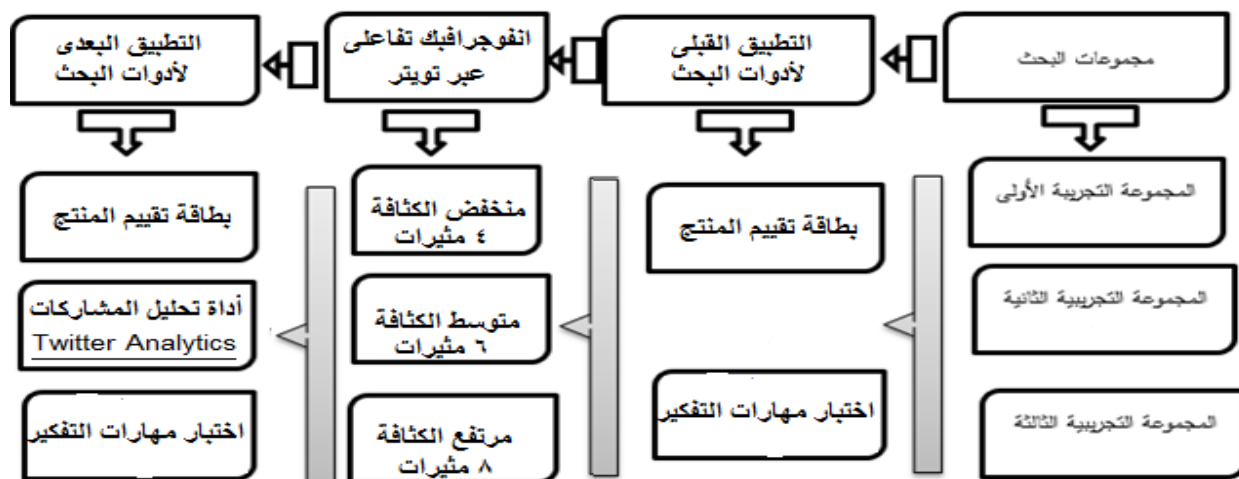 مجموعات البحث
التطبيق القبلى
لأدوات البحث
انفوجرافيك تفاعلى
عبر تويتر
التطبيق البعدى
لأدوات البحث
المجموعة التجريبية الأولى
المجموعة التجريبية الثانية
المجموعة التجريبية الثالثة
بطاقة تقييم المنتج
اختبار مهارات التفكير
منخفض الكثافة
٤ مثيرات
متوسط الكثافة
٦ مثيرات
مرتفع الكثافة
٨ مثيرات
بطاقة تقييم المنتج
أداة تحليل المشاركات
Twitter Analytics
اختبار مهارات التفكير